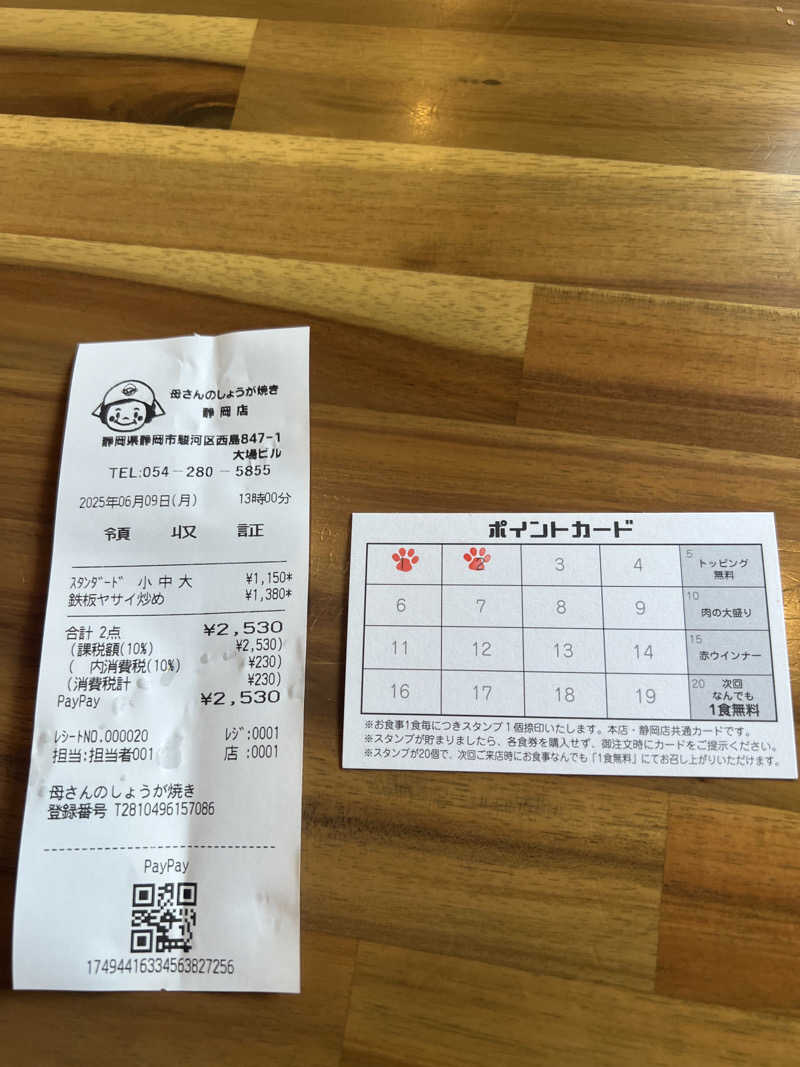 母さんのしょうが焼き
静岡店
静岡県静岡市駿河区西島847-1
大場ビル
TEL:054-280-5855
2025年06月09日(月) 13時00分
領 収 証
ｽﾀﾝﾀﾞｰﾄﾞ 小 中 大 ¥1,150*
鉄板ヤサイ炒め ¥1,380*
合計 2点 ¥2,530
(課税額(10%) ¥2,530)
( 内消費税(10%) ¥230)
(消費税計 ¥230)
PayPay ¥2,530
ﾚｼｰﾄNO.000020 ﾚｼﾞ:0001
担当:担当者001 店 :0001
母さんのしょうが焼き
登録番号 T2810496157086
PayPay
17494416334563827256
ポイントカード
1 2 3 4 5 トッピング
無料
6 7 8 9 10 肉の大盛り
11 12 13 14 15 赤ウインナー
16 17 18 19 20 次回
なんでも
1食無料
※お食事1食毎につきスタンプ1個捺印いたします。本店・静岡店共通カードです。
※スタンプが貯まりましたら、各食券を購入せず、御注文時にカードをご提示ください。
※スタンプが20個で、次回ご来店時にお食事なんでも「1食無料」にてお召し上がりいただけます。